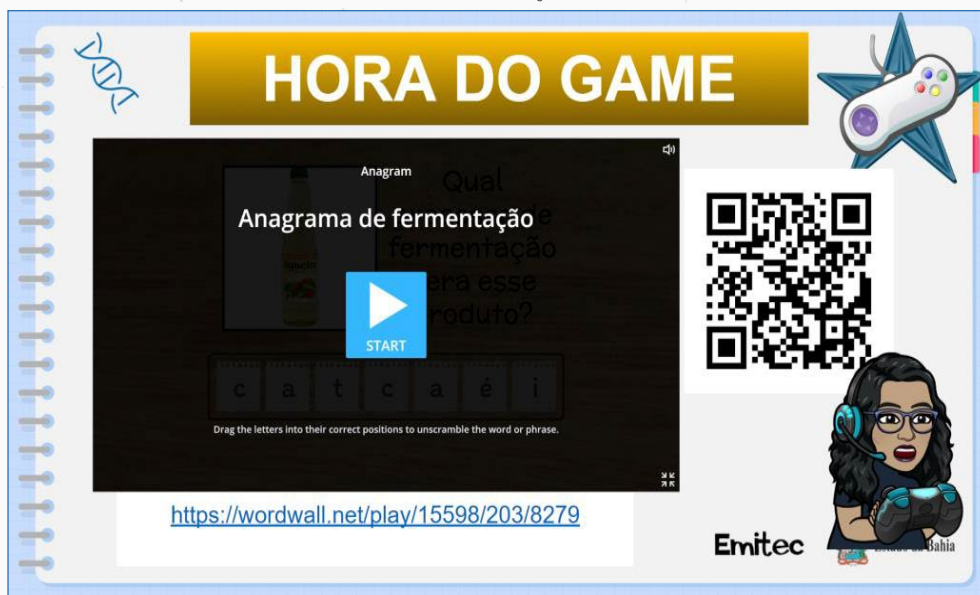 HORA DO GAME
Anagram
Anagrama de fermentação
Qual
de
fermentação
era esse
roduto?
START
c a t c a é i
Drag the letters into their correct positions to unscramble the word or phrase.
https://wordwall.net/play/15598/203/8279
Emitec
Bahia